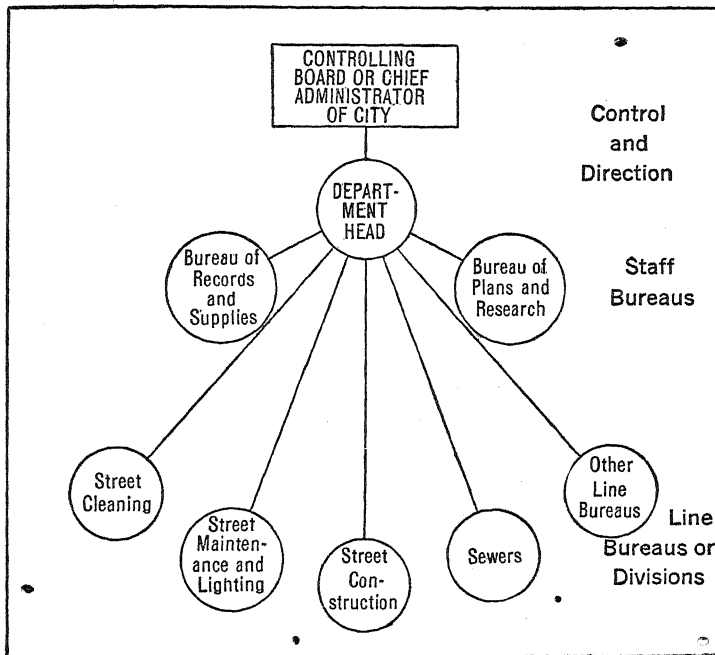 CONTROLLING
BOARD OR CHIEF
ADMINISTRATOR
OF CITY
Control
and
Direction
DEPART-
MENT
HEAD
Bureau of
Records
and
Supplies
Bureau of
Plans and
Research
Staff
Bureaus
Street
Cleaning
Street
Mainten-
ance and
Lighting
Street
Con-
struction
Sewers
Other
Line
Bureaus
Line
Bureaus or
Divisions